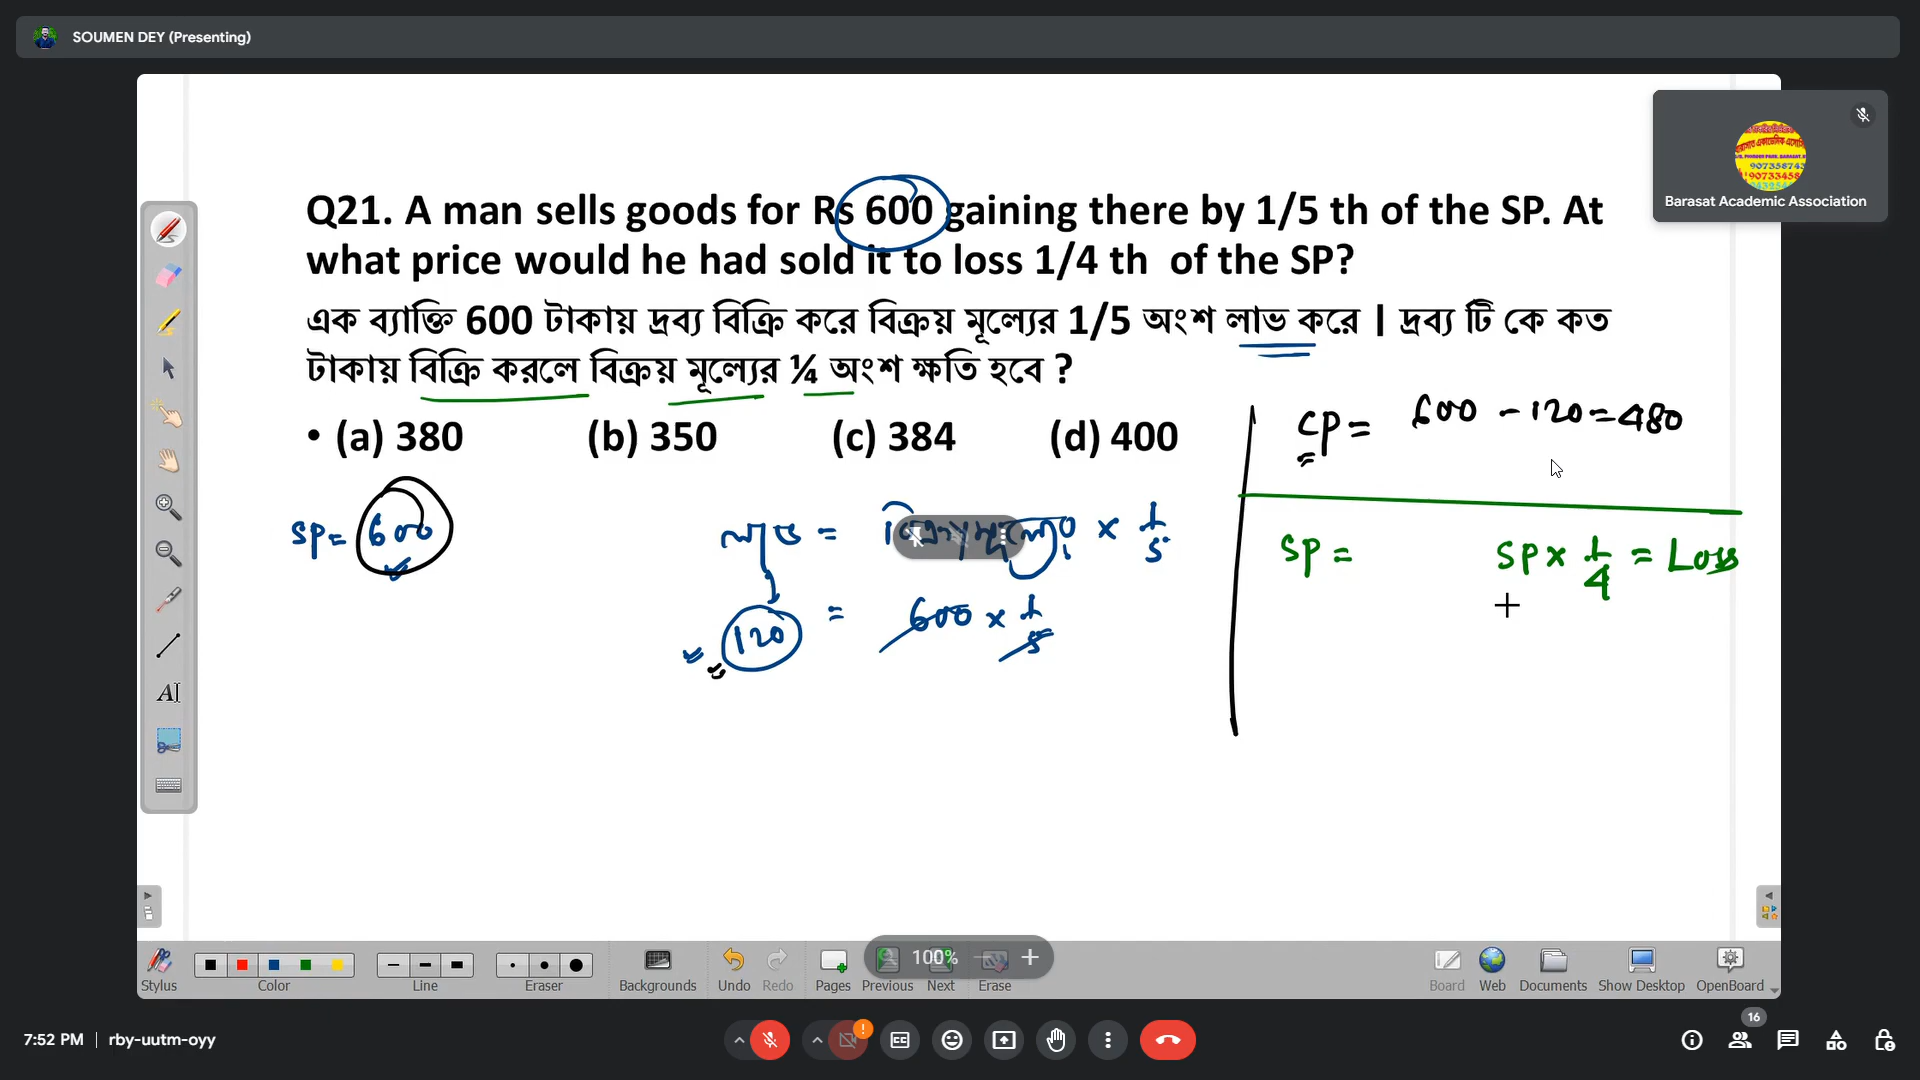 SOUMEN DEY (Presenting)
Barasat Academic Association
Q21. A man sells goods for Rs 600 gaining there by 1/5 th of the SP. At
what price would he had sold it to loss 1/4 th of the SP?
এক ব্যাক্তি 600 টাকায় দ্রব্য বিক্রি করে বিক্রয় মূল্যের 1/5 অংশ লাভ করে | দ্রব্য টি কে কত
টাকায় বিক্রি করলে বিক্রয় মূল্যের ¼ অংশ ক্ষতি হবে ?
• (a) 380 (b) 350 (c) 384 (d) 400
CP = 600 - 120 = 480
SP = 600
লাভ = বিক্রয়মূল্য × 1/5
120 = 600 × 1/5
SP = SP × 1/4 = Loss
Stylus Color Line Eraser Backgrounds Undo Redo Pages Previous Next Erase Board Web Documents Show Desktop OpenBoard
100%
7:52 PM | rby-uutm-oyy
16